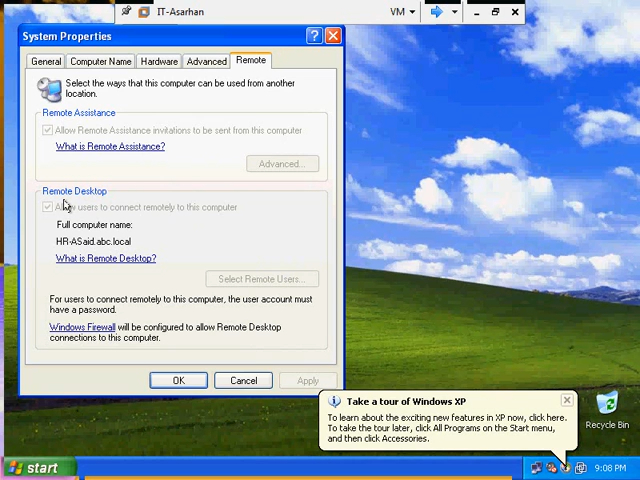 IT-Asarhan
VM
System Properties
General
Computer Name
Hardware
Advanced
Remote
Select the ways that this computer can be used from another
location.
Remote Assistance
Allow Remote Assistance invitations to be sent from this computer
What is Remote Assistance?
Advanced...
Remote Desktop
Allow users to connect remotely to this computer
Full computer name:
HR-ASaid.abc.local
What is Remote Desktop?
Select Remote Users...
For users to connect remotely to this computer, the user account must
have a password.
Windows Firewall will be configured to allow Remote Desktop
connections to this computer.
OK
Cancel
Apply
Take a tour of Windows XP
To learn about the exciting new features in XP now, click here.
To take the tour later, click All Programs on the Start menu,
and then click Accessories.
Recycle Bin
start
9:08 PM